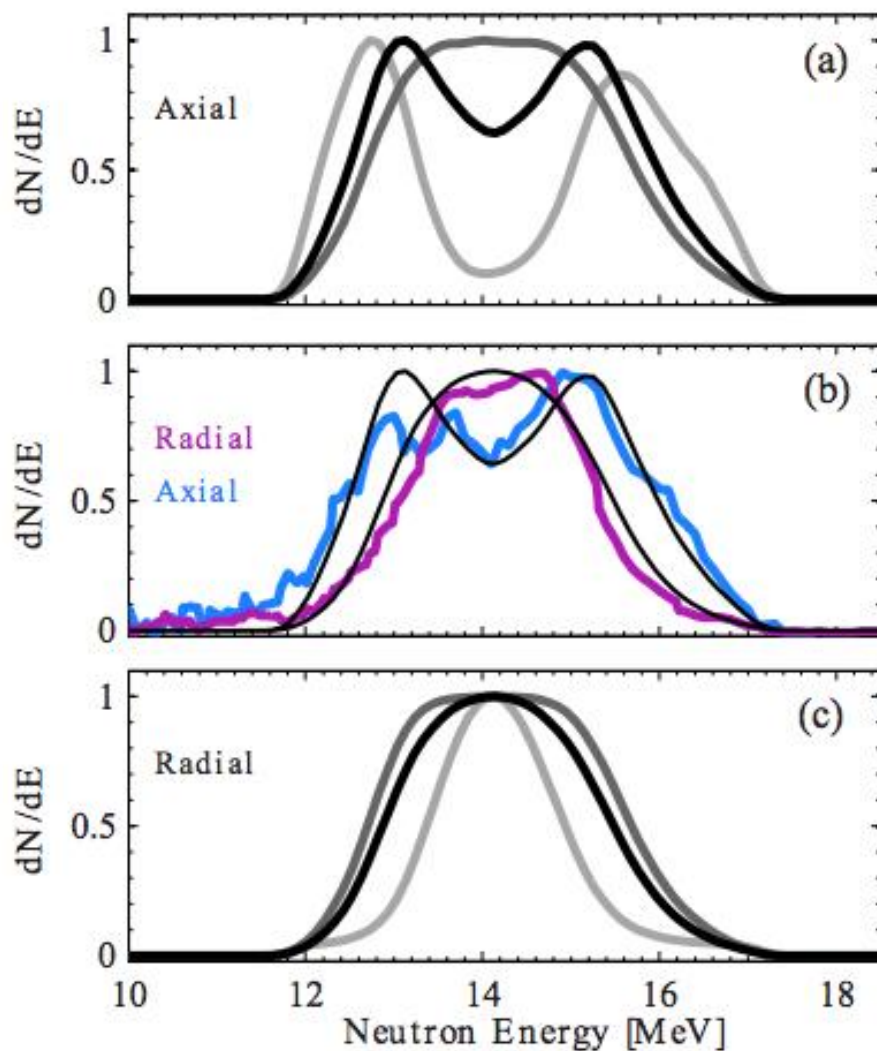 (a)
Axial
dN/dE
1
0.5
0
(b)
Radial
Axial
dN/dE
1
0.5
0
(c)
Radial
dN/dE
1
0.5
0
10 12 14 16 18
Neutron Energy [MeV]